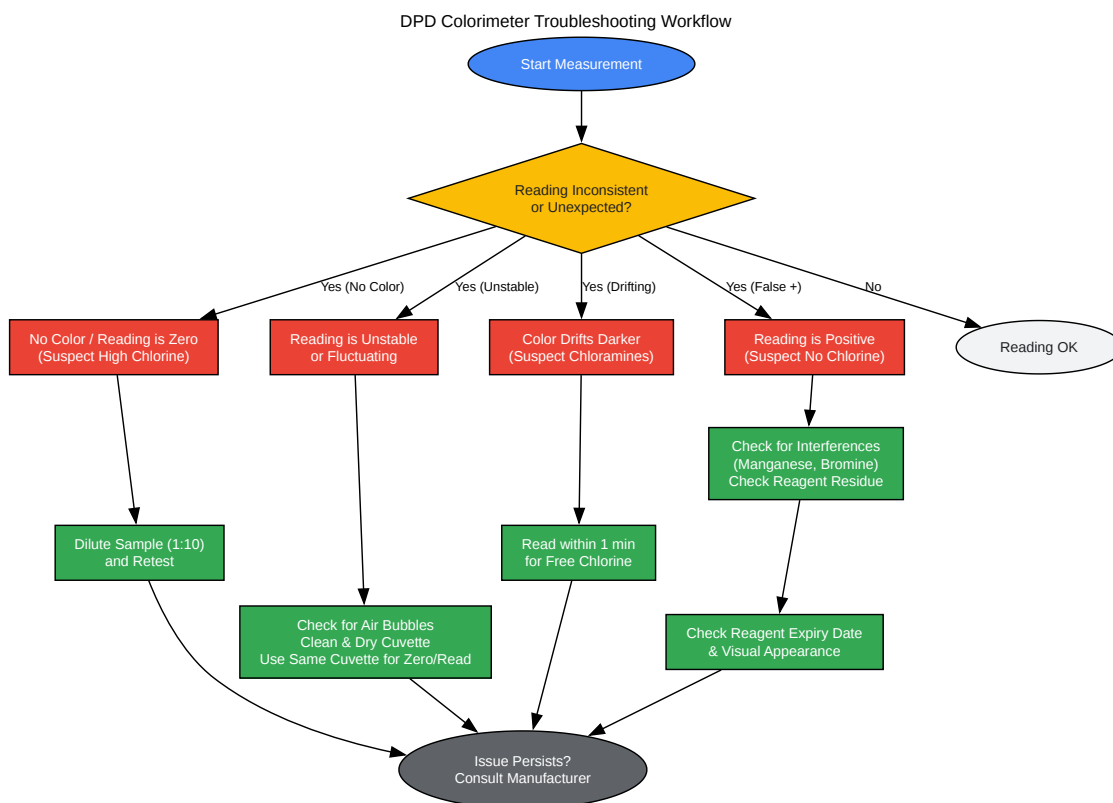 DPD Colorimeter Troubleshooting Workflow
Start Measurement
Reading Inconsistent
or Unexpected?
Yes (No Color)
Yes (Unstable)
Yes (Drifting)
Yes (False +)
No
No Color / Reading is Zero
(Suspect High Chlorine)
Reading is Unstable
or Fluctuating
Color Drifts Darker
(Suspect Chloramines)
Reading is Positive
(Suspect No Chlorine)
Reading OK
Check for Interferences
(Manganese, Bromine)
Check Reagent Residue
Dilute Sample (1:10)
and Retest
Read within 1 min
for Free Chlorine
Check for Air Bubbles
Clean & Dry Cuvette
Use Same Cuvette for Zero/Read
Check Reagent Expiry Date
& Visual Appearance
Issue Persists?
Consult Manufacturer